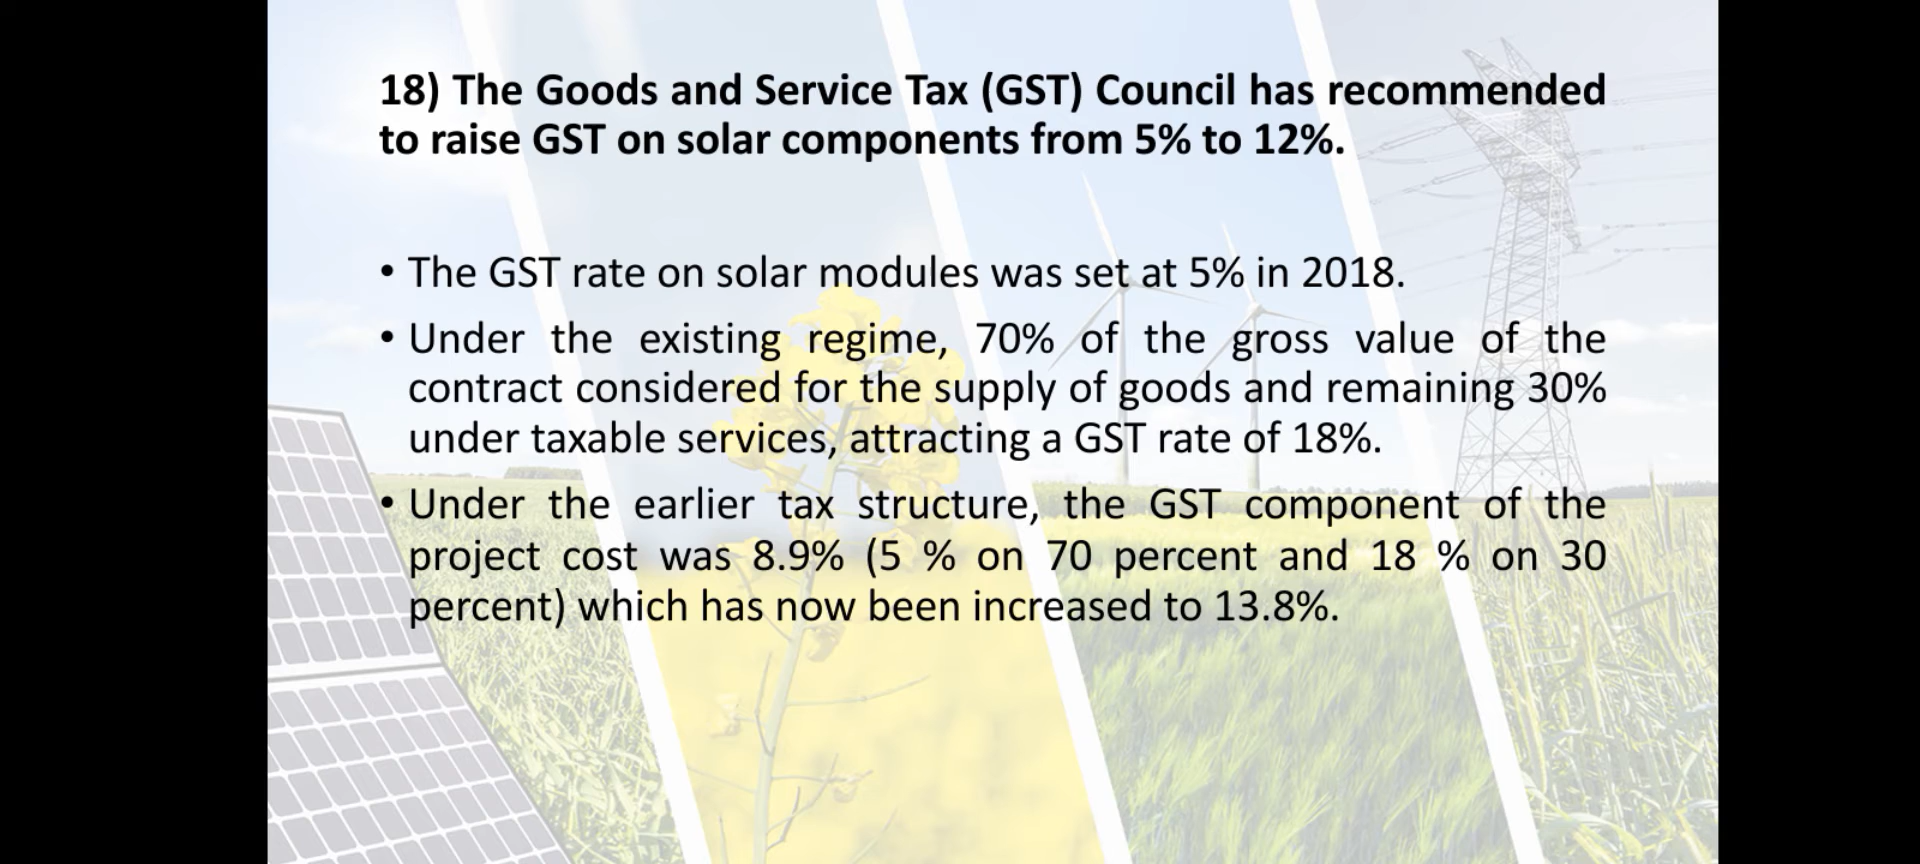 18) The Goods and Service Tax (GST) Council has recommended
to raise GST on solar components from 5% to 12%.
• The GST rate on solar modules was set at 5% in 2018.
• Under the existing regime, 70% of the gross value of the
contract considered for the supply of goods and remaining 30%
under taxable services, attracting a GST rate of 18%.
• Under the earlier tax structure, the GST component of the
project cost was 8.9% (5 % on 70 percent and 18 % on 30
percent) which has now been increased to 13.8%.